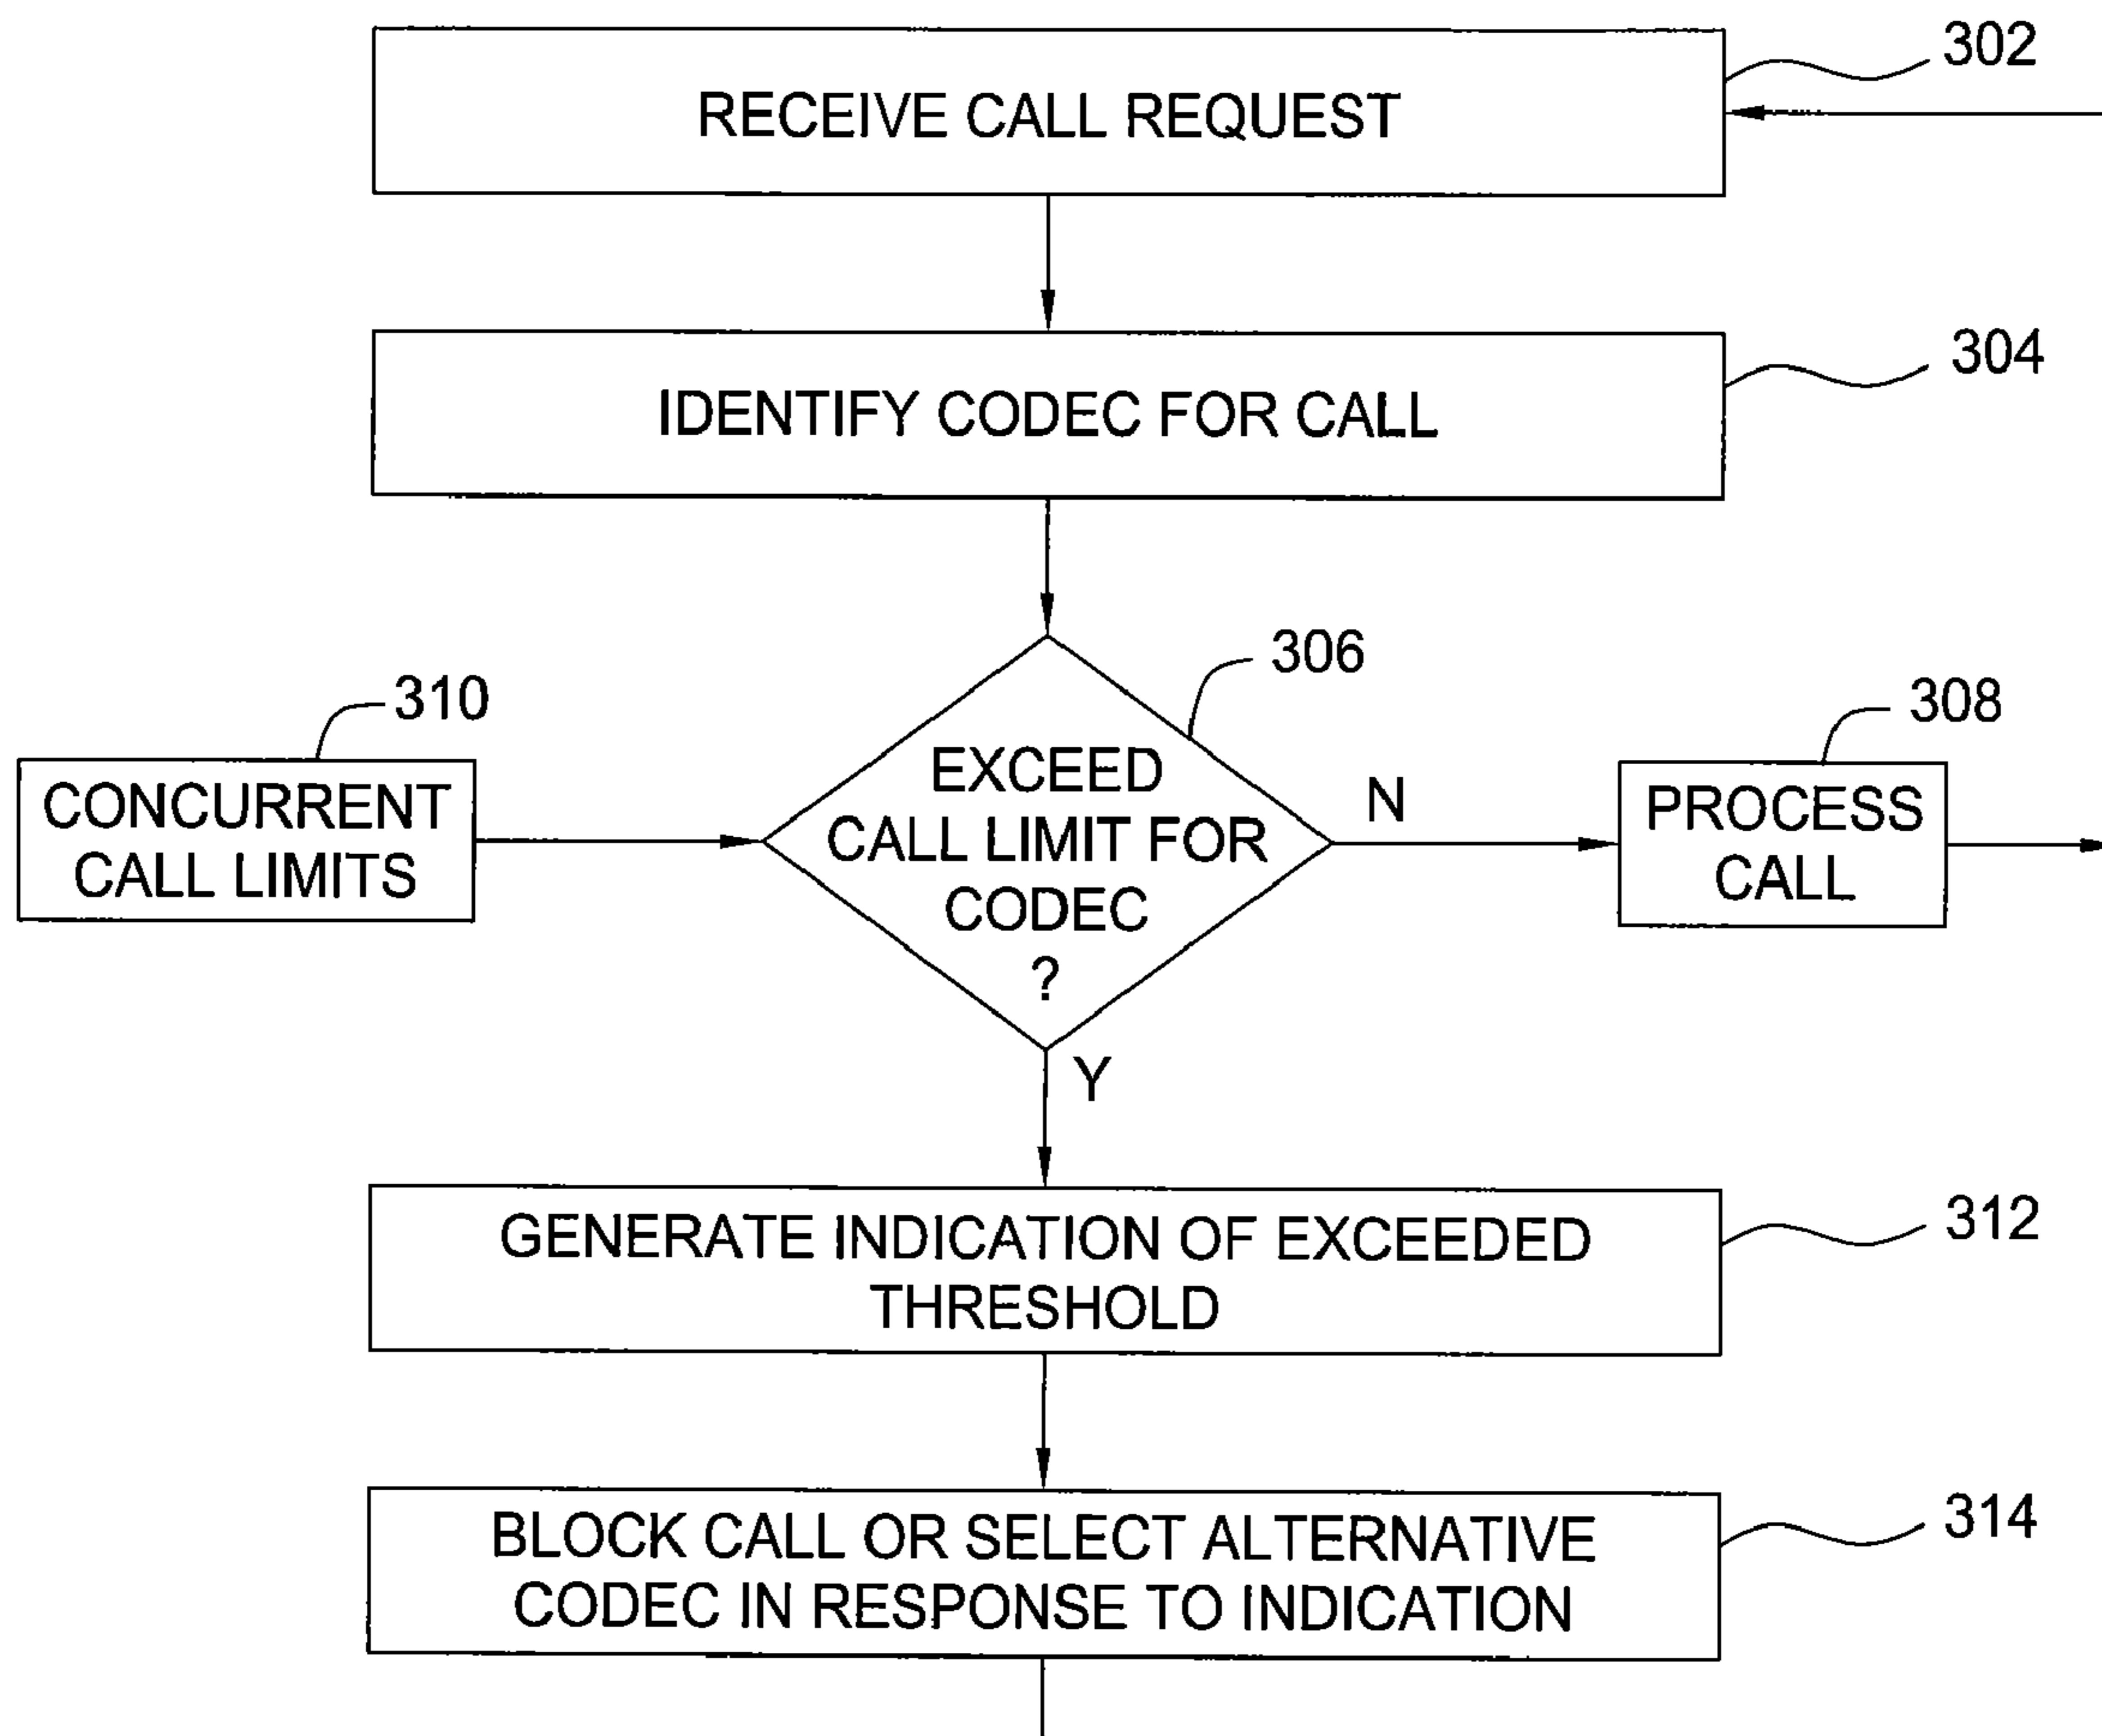 302
RECEIVE CALL REQUEST
304
IDENTIFY CODEC FOR CALL
306
310
308
CONCURRENT
CALL LIMITS
EXCEED
CALL LIMIT FOR
CODEC
?
N
PROCESS
CALL
Y
312
GENERATE INDICATION OF EXCEEDED
THRESHOLD
314
BLOCK CALL OR SELECT ALTERNATIVE
CODEC IN RESPONSE TO INDICATION